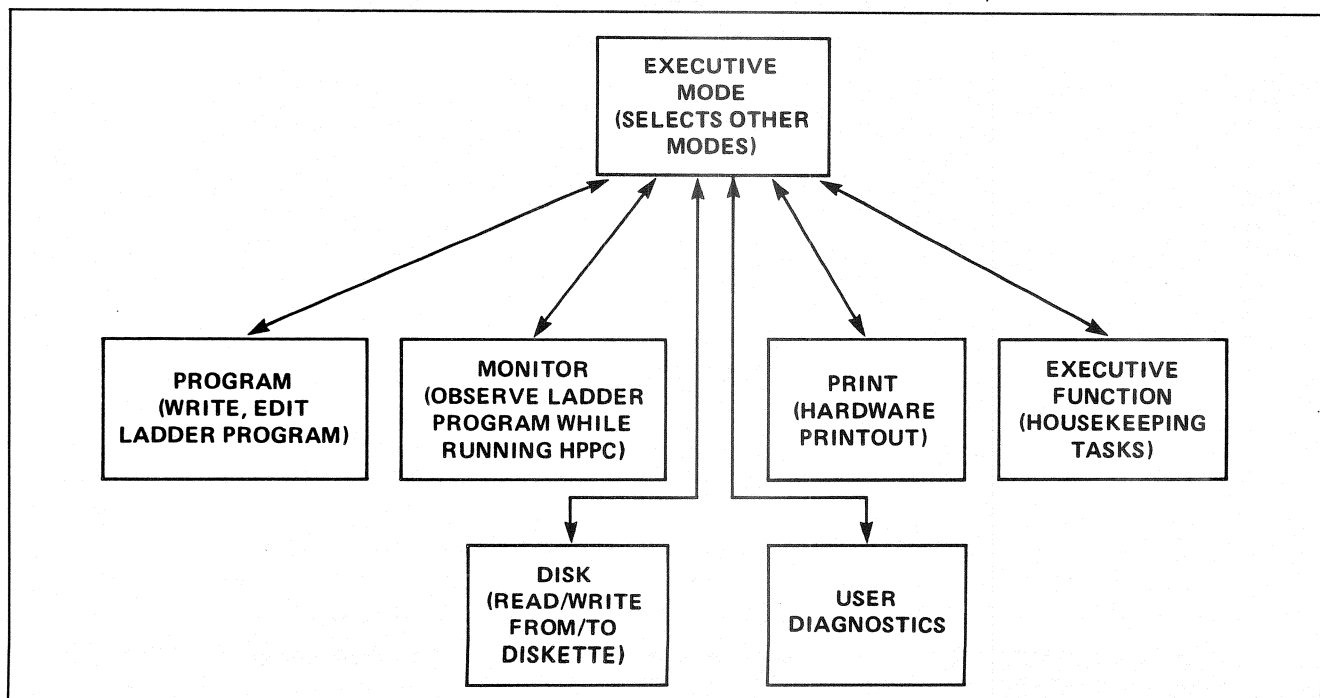 EXECUTIVE
MODE
(SELECTS OTHER
MODES)
PROGRAM
(WRITE, EDIT
LADDER PROGRAM)
MONITOR
(OBSERVE LADDER
PROGRAM WHILE
RUNNING HPPC)
PRINT
(HARDWARE
PRINTOUT)
EXECUTIVE
FUNCTION
(HOUSEKEEPING
TASKS)
DISK
(READ/WRITE
FROM/TO
DISKETTE)
USER
DIAGNOSTICS